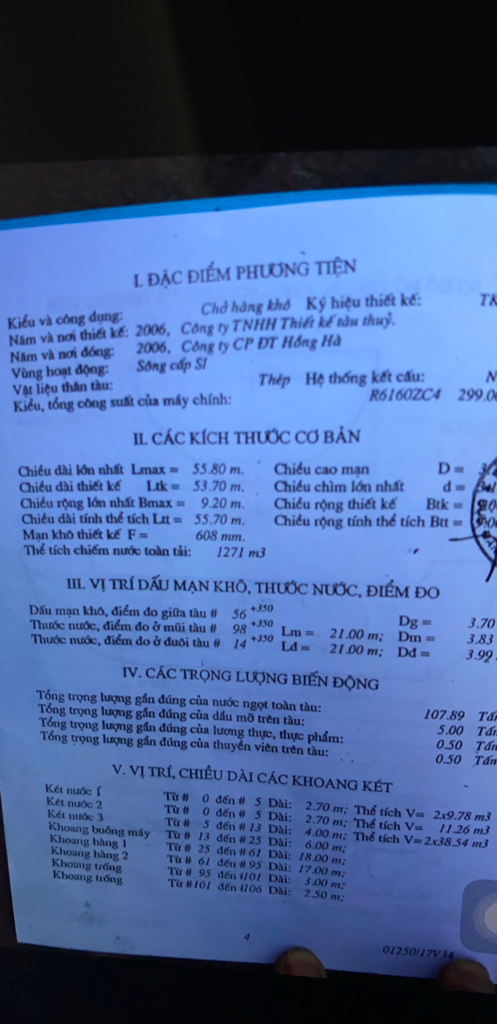 I. ĐẶC ĐIỂM PHƯƠNG TIỆN
Kiểu và công dụng: Chở hàng khô Ký hiệu thiết kế: TK
Năm và nơi thiết kế: 2006, Công ty TNHH Thiết kế tàu thuỷ.
Năm và nơi đóng: 2006, Công ty CP ĐT Hồng Hà
Vùng hoạt động: Sông cấp SI
Vật liệu thân tàu: Thép Hệ thống kết cấu: N
Kiểu, tổng công suất của máy chính: R6160ZC4 299.0
II. CÁC KÍCH THƯỚC CƠ BẢN
Chiều dài lớn nhất Lmax = 55.80 m. Chiều cao mạn D =
Chiều dài thiết kế Ltk = 53.70 m. Chiều chìm lớn nhất d =
Chiều rộng lớn nhất Bmax = 9.20 m. Chiều rộng thiết kế Btk =
Chiều dài tính thể tích Ltt = 55.70 m. Chiều rộng tính thể tích Btt =
Mạn khô thiết kế F = 608 mm.
Thể tích chiếm nước toàn tải: 1271 m3
III. VỊ TRÍ DẤU MẠN KHÔ, THƯỚC NƯỚC, ĐIỂM ĐO
Dấu mạn khô, điểm đo giữa tàu # 56 +350 Dg = 3.70
Thước nước, điểm đo ở mũi tàu # 98 +350 Lm = 21.00 m; Dm = 3.83
Thước nước, điểm đo ở đuôi tàu # 14 +350 Ld = 21.00 m; Dd = 3.99
IV. CÁC TRỌNG LƯỢNG BIẾN ĐỘNG
Tổng trọng lượng gần đúng của nước ngọt toàn tàu: 107.89 Tấn
Tổng trọng lượng gần đúng của dầu mỡ trên tàu: 5.00 Tấn
Tổng trọng lượng gần đúng của lương thực, thực phẩm: 0.50 Tấn
Tổng trọng lượng gần đúng của thuyền viên trên tàu: 0.50 Tấn
V. VỊ TRÍ, CHIỀU DÀI CÁC KHOANG KÉT
Két nước 1 Từ # 0 đến # 5 Dài: 2.70 m; Thể tích V= 2x9.78 m3
Két nước 2 Từ # 0 đến # 5 Dài: 2.70 m; Thể tích V= 11.26 m3
Két nước 3 Từ # 5 đến # 13 Dài: 4.00 m; Thể tích V=2x38.54 m3
Khoang buồng máy Từ # 13 đến # 25 Dài: 6.00 m;
Khoang hàng 1 Từ # 25 đến # 61 Dài: 18.00 m;
Khoang hàng 2 Từ # 61 đến # 95 Dài: 17.00 m;
Khoang trống Từ # 95 đến #101 Dài: 3.00 m;
Khoang trống Từ #101 đến #106 Dài: 2.50 m;
4
01250/17V34